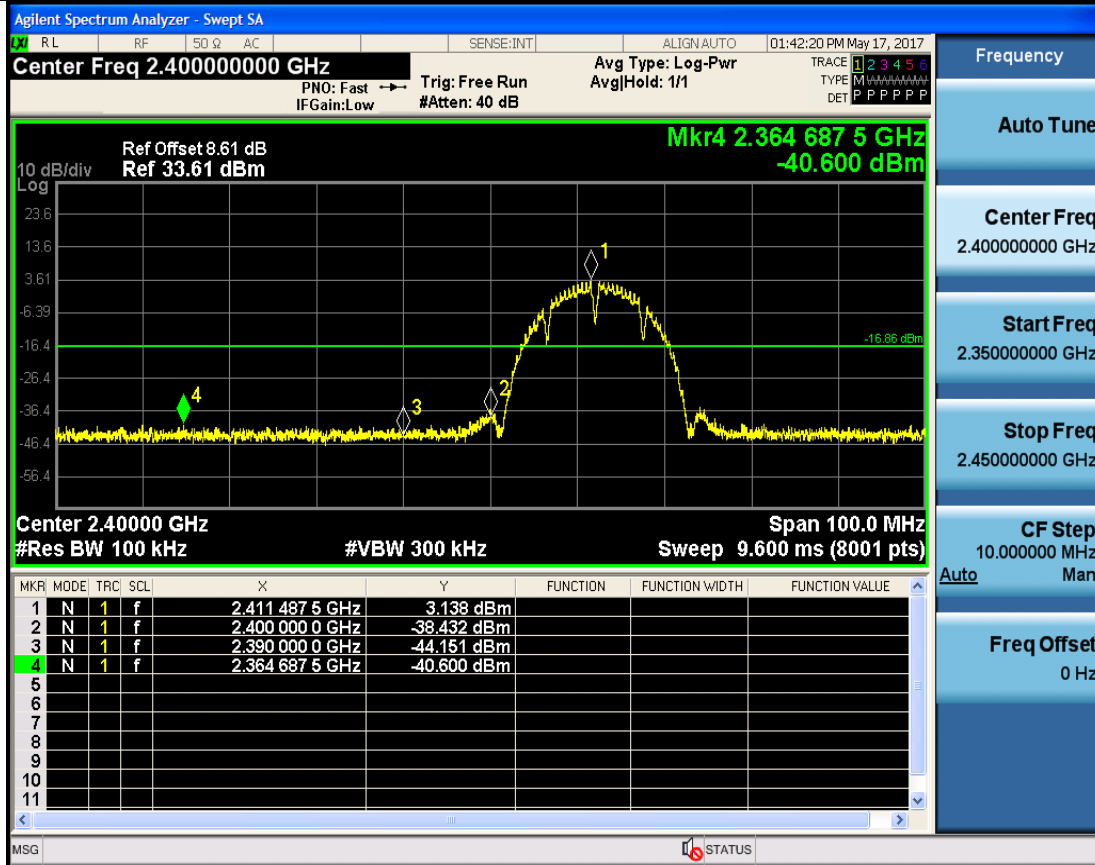 Agilent Spectrum Analyzer - Swept SA
LXI RL RF 50 Ω AC SENSE:INT ALIGN AUTO 01:42:20 PM May 17, 2017
Center Freq 2.400000000 GHz
PNO: Fast
IFGain:Low
Trig: Free Run
#Atten: 40 dB
Avg Type: Log-Pwr
Avg|Hold: 1/1
TRACE 1 2 3 4 5 6
TYPE M
DET P P P P P P
Mkr4 2.364 687 5 GHz
-40.600 dBm
Ref Offset 8.61 dB
10 dB/div Ref 33.61 dBm
Log
23.6
13.6
3.61
-6.39
-16.4
-26.4
-36.4
-46.4
-56.4
1
-16.86 dBm
2
3
4
Center 2.40000 GHz Span 100.0 MHz
#Res BW 100 kHz #VBW 300 kHz Sweep 9.600 ms (8001 pts)
MKR MODE TRC SCL X Y FUNCTION FUNCTION WIDTH FUNCTION VALUE
1 N 1 f 2.411 487 5 GHz 3.138 dBm
2 N 1 f 2.400 000 0 GHz -38.432 dBm
3 N 1 f 2.390 000 0 GHz -44.151 dBm
4 N 1 f 2.364 687 5 GHz -40.600 dBm
5
6
7
8
9
10
11
MSG STATUS
Frequency
Auto Tune
Center Freq
2.400000000 GHz
Start Freq
2.350000000 GHz
Stop Freq
2.450000000 GHz
CF Step
10.000000 MHz
Auto Man
Freq Offset
0 Hz